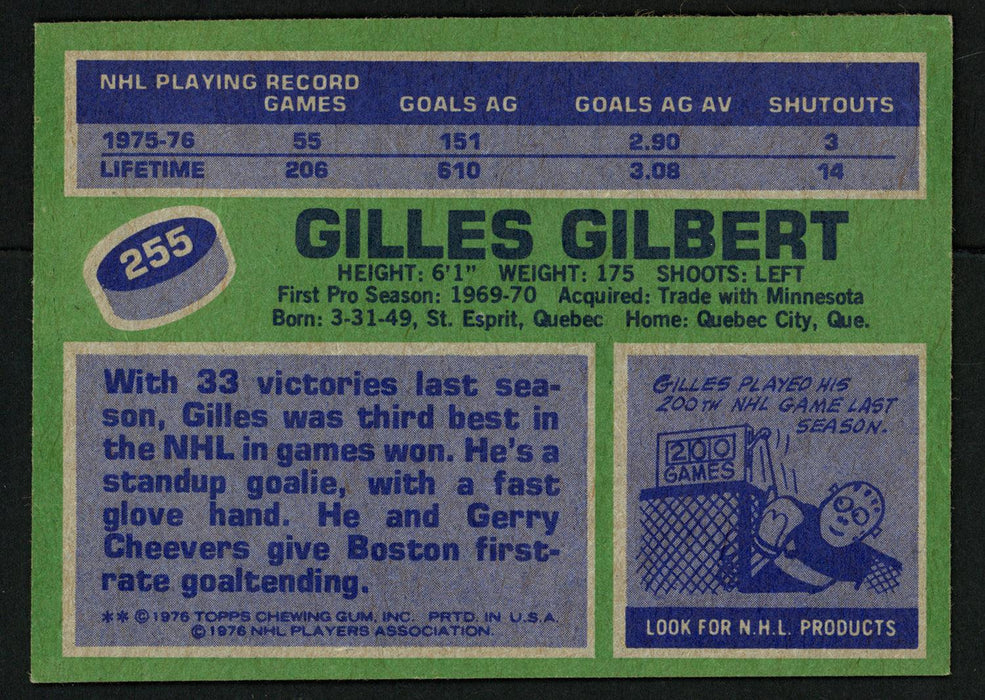 NHL PLAYING RECORD
GAMES GOALS AG GOALS AG AV SHUTOUTS
1975-76 55 151 2.90 3
LIFETIME 206 610 3.08 14
255
GILLES GILBERT
HEIGHT: 6'1" WEIGHT: 175 SHOOTS: LEFT
First Pro Season: 1969-70 Acquired: Trade with Minnesota
Born: 3-31-49, St. Esprit, Quebec Home: Quebec City, Que.
With 33 victories last sea-
son, Gilles was third best in
the NHL in games won. He's a
standup goalie, with a fast
glove hand. He and Gerry
Cheevers give Boston first-
rate goaltending.
** © 1976 TOPPS CHEWING GUM, INC. PRTD. IN U.S.A.
© 1976 NHL PLAYERS ASSOCIATION.
GILLES PLAYED HIS
200TH NHL GAME LAST
SEASON.
200
GAMES
LOOK FOR N.H.L. PRODUCTS